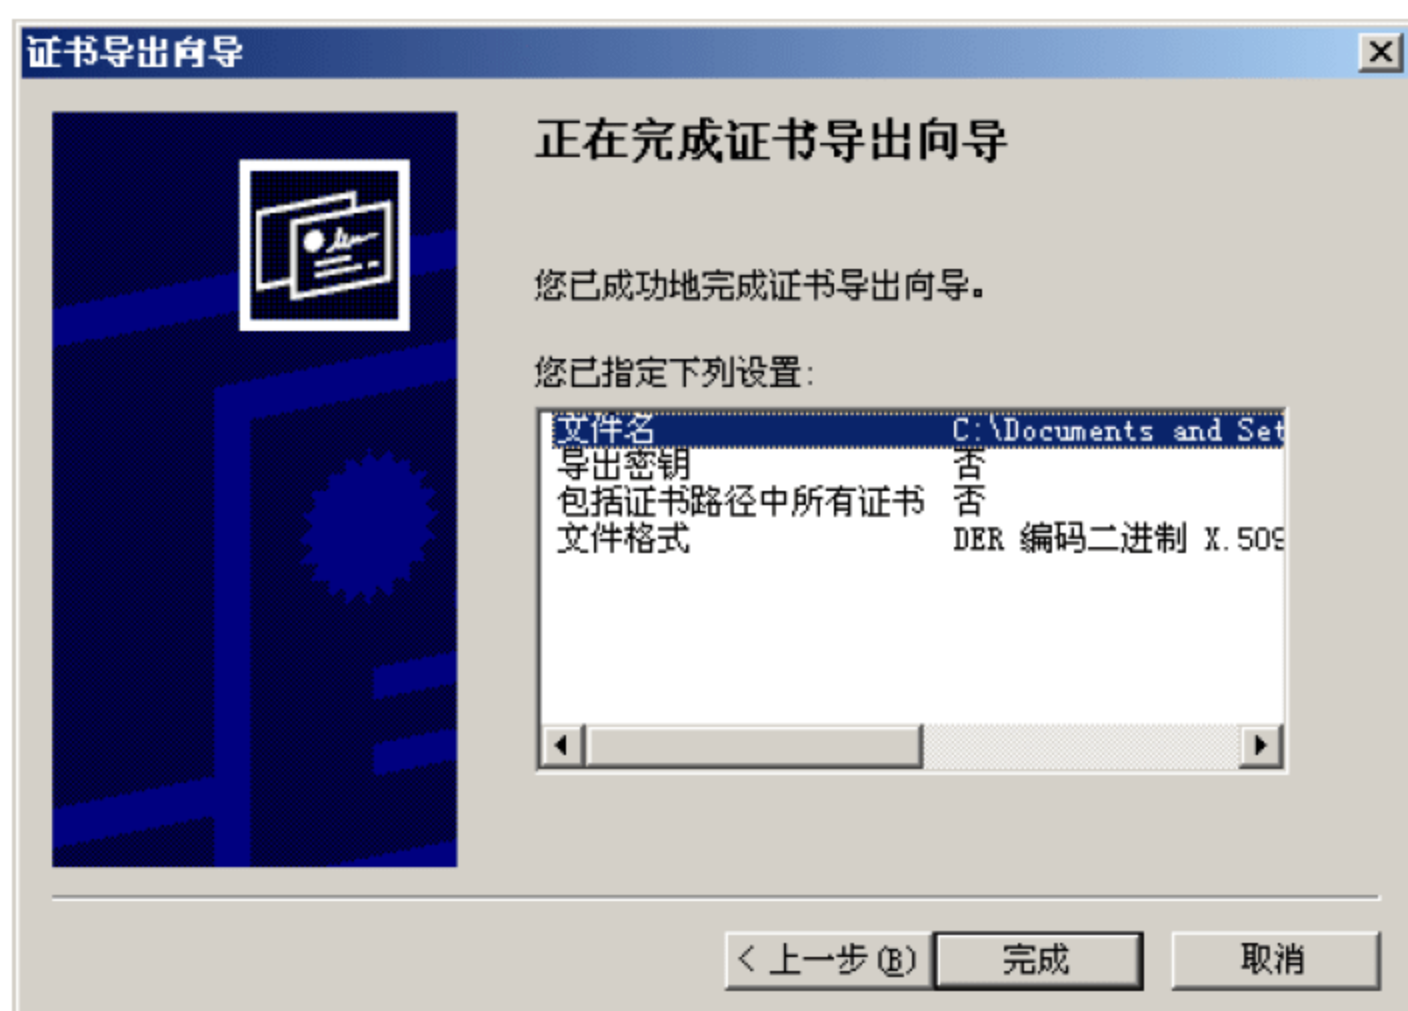 证书导出向导
正在完成证书导出向导
您已成功地完成证书导出向导。
您已指定下列设置:
文件名 C:\Documents and Set
导出密钥 否
包括证书路径中所有证书 否
文件格式 DER 编码二进制 X.509
< 上一步(B) 完成 取消